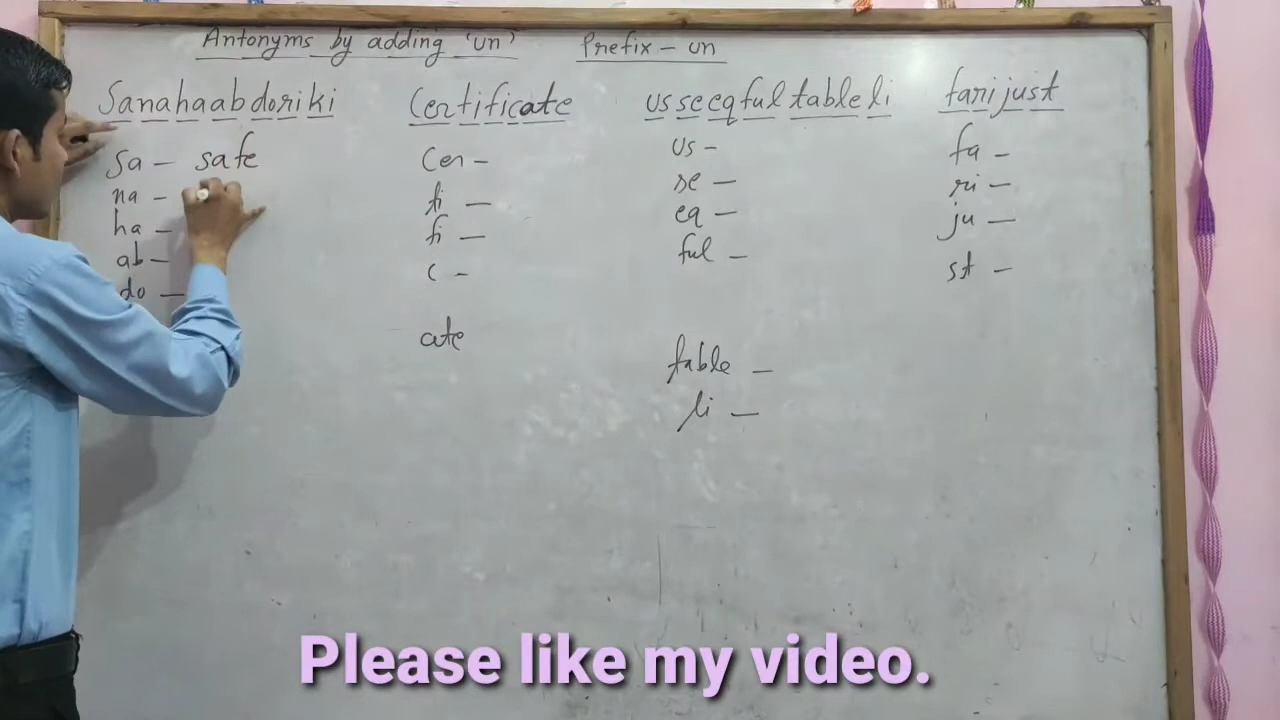 Antonyms by adding 'un' Prefix - un
Sanahaabdoriki
Sa - safe
na -
ha -
ab -
do -
Certificate
Cer -
ti -
fi -
c -
ate
usseeqfultableli
us -
se -
eq -
ful -
table -
li -
farijust
fa -
ri -
ju -
st -
Please like my video.